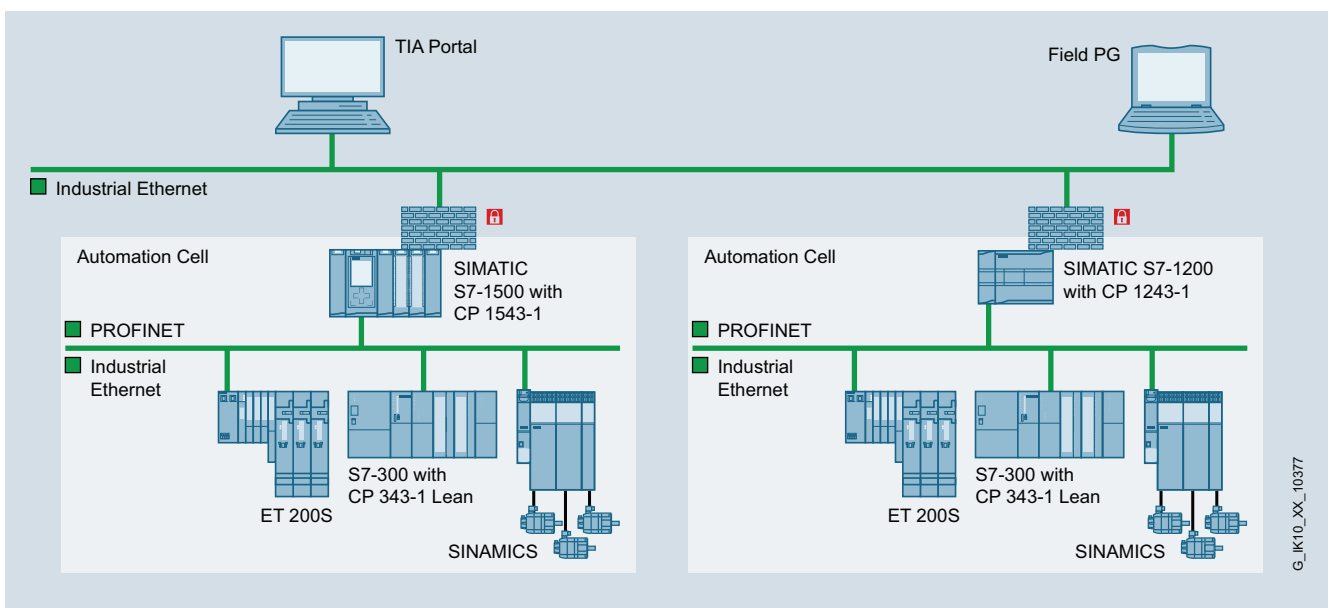 TIA Portal
Field PG
Industrial Ethernet
Automation Cell
SIMATIC
S7-1500 with
CP 1543-1
PROFINET
Industrial
Ethernet
S7-300 with
CP 343-1 Lean
ET 200S
SINAMICS
Automation Cell
SIMATIC S7-1200
with CP 1243-1
PROFINET
Industrial
Ethernet
S7-300 with
CP 343-1 Lean
ET 200S
SINAMICS
G_IK10_XX_10377